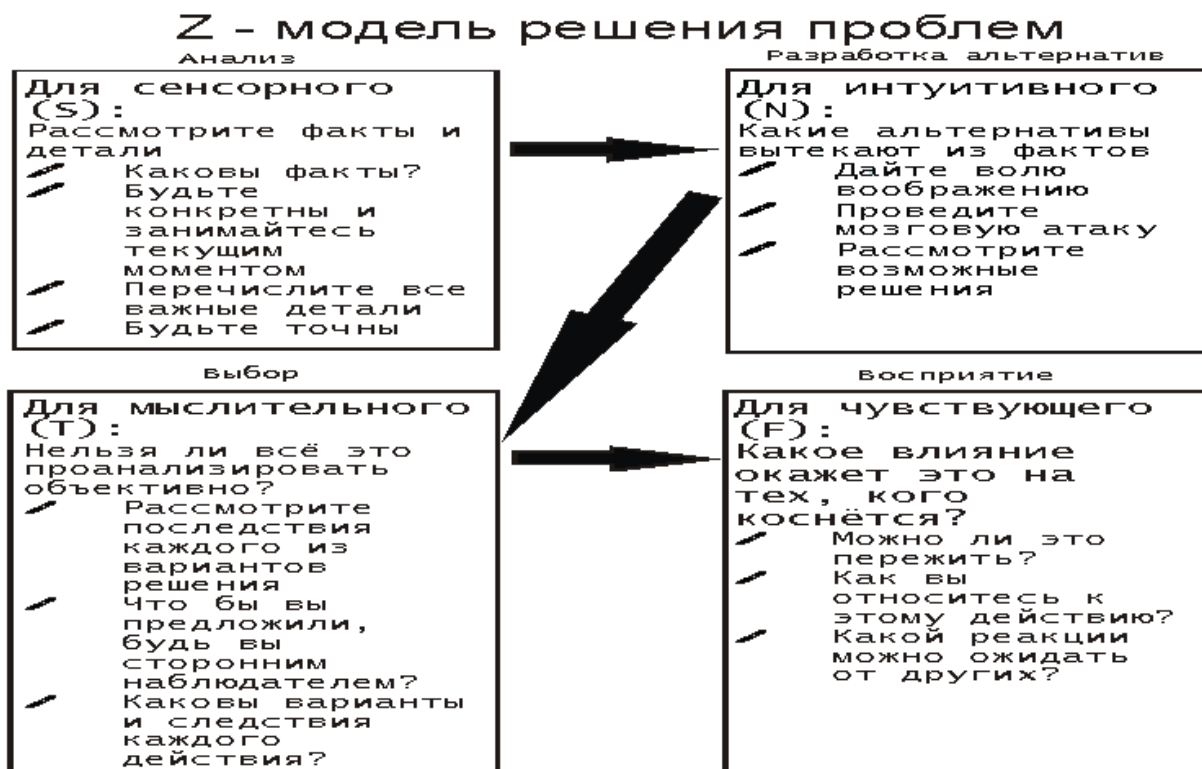 Z - модель решения проблем
Анализ
Для сенсорного
(S):
Рассмотрите факты и
детали
Каковы факты?
Будьте
конкретны и
занимайтесь
текущим
моментом
Перечислите все
важные детали
Будьте точны
Разработка альтернатив
Для интуитивного
(N):
Какие альтернативы
вытекают из фактов
Дайте волю
воображению
Проведите
мозговую атаку
Рассмотрите
возможные
решения
Выбор
Для мыслительного
(T):
Нельзя ли всё это
проанализировать
объективно?
Рассмотрите
последствия
каждого из
вариантов
решения
Что бы вы
предложили,
будь вы
сторонним
наблюдателем?
Каковы варианты
и следствия
каждого
действия?
Восприятие
Для чувствующего
(F):
Какое влияние
окажет это на
тех, кого
коснётся?
Можно ли это
пережить?
Как вы
относитесь к
этому действию?
Какой реакции
можно ожидать
от других?